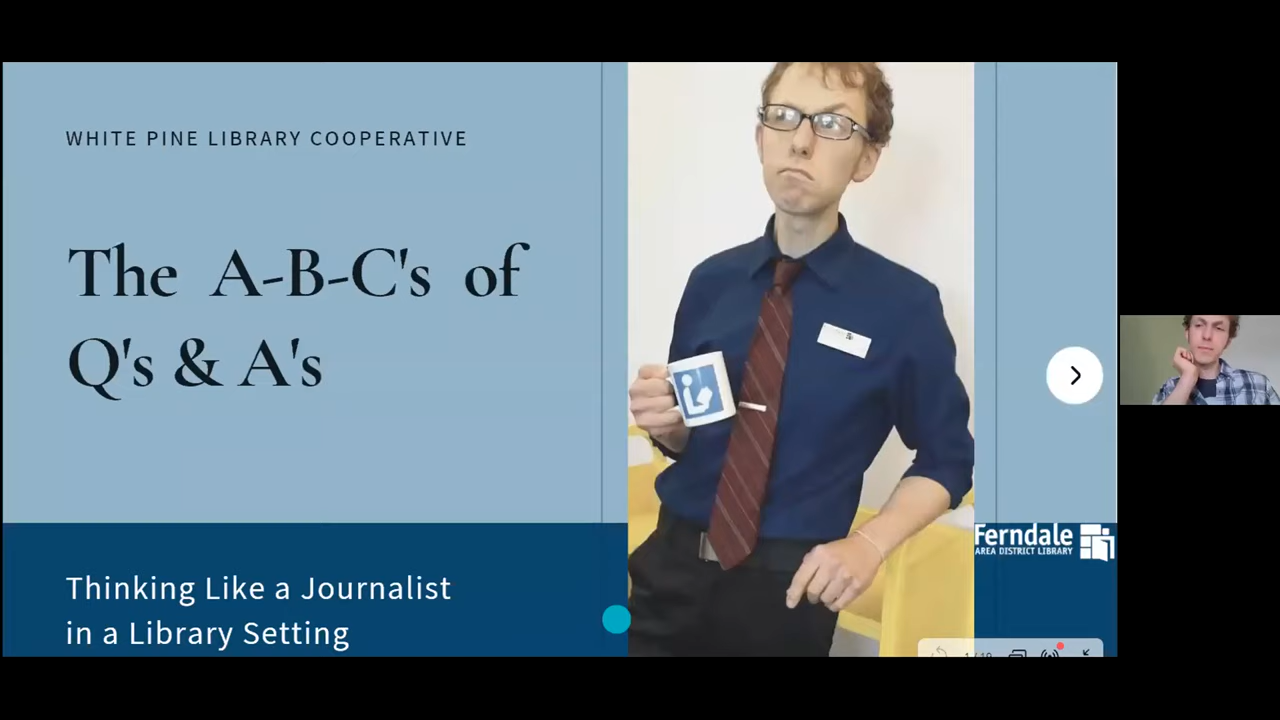 WHITE PINE LIBRARY COOPERATIVE
The A-B-C's of
Q's & A's
Thinking Like a Journalist
in a Library Setting
Ferndale
AREA DISTRICT LIBRARY